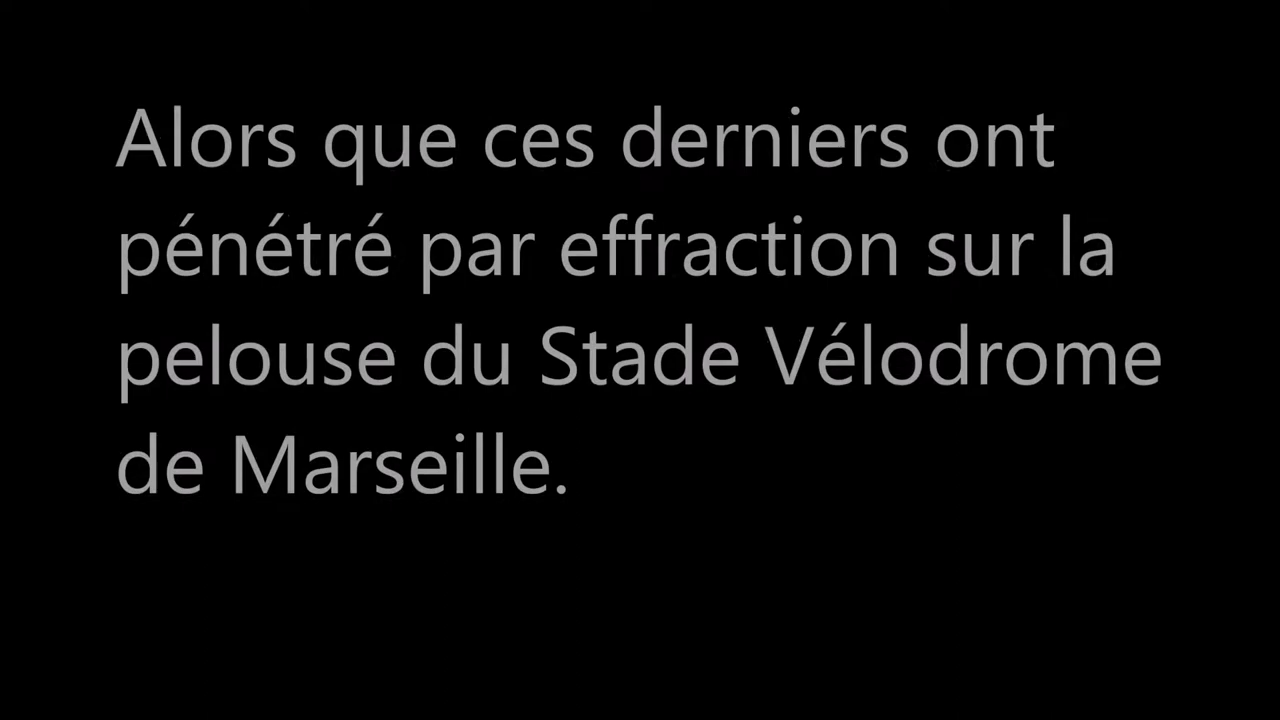 Alors que ces derniers ont
pénétré par effraction sur la
pelouse du Stade Vélodrome
de Marseille.